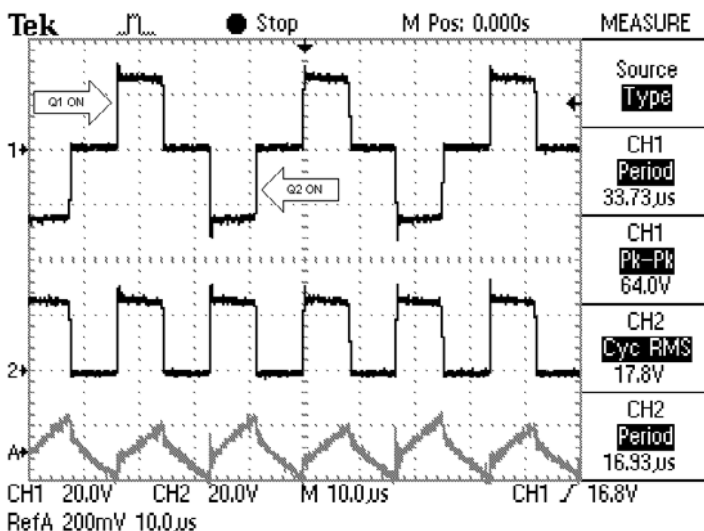 Tek Stop M Pos: 0.000s MEASURE
Source
Type
Q1 ON
CH1
Period
33.73µs
1
Q2 ON
CH1
Pk-Pk
64.0V
CH2
Cyc RMS
17.8V
2
CH2
Period
16.93µs
A
CH1 20.0V CH2 20.0V M 10.0µs CH1 16.8V
RefA 200mV 10.0µs